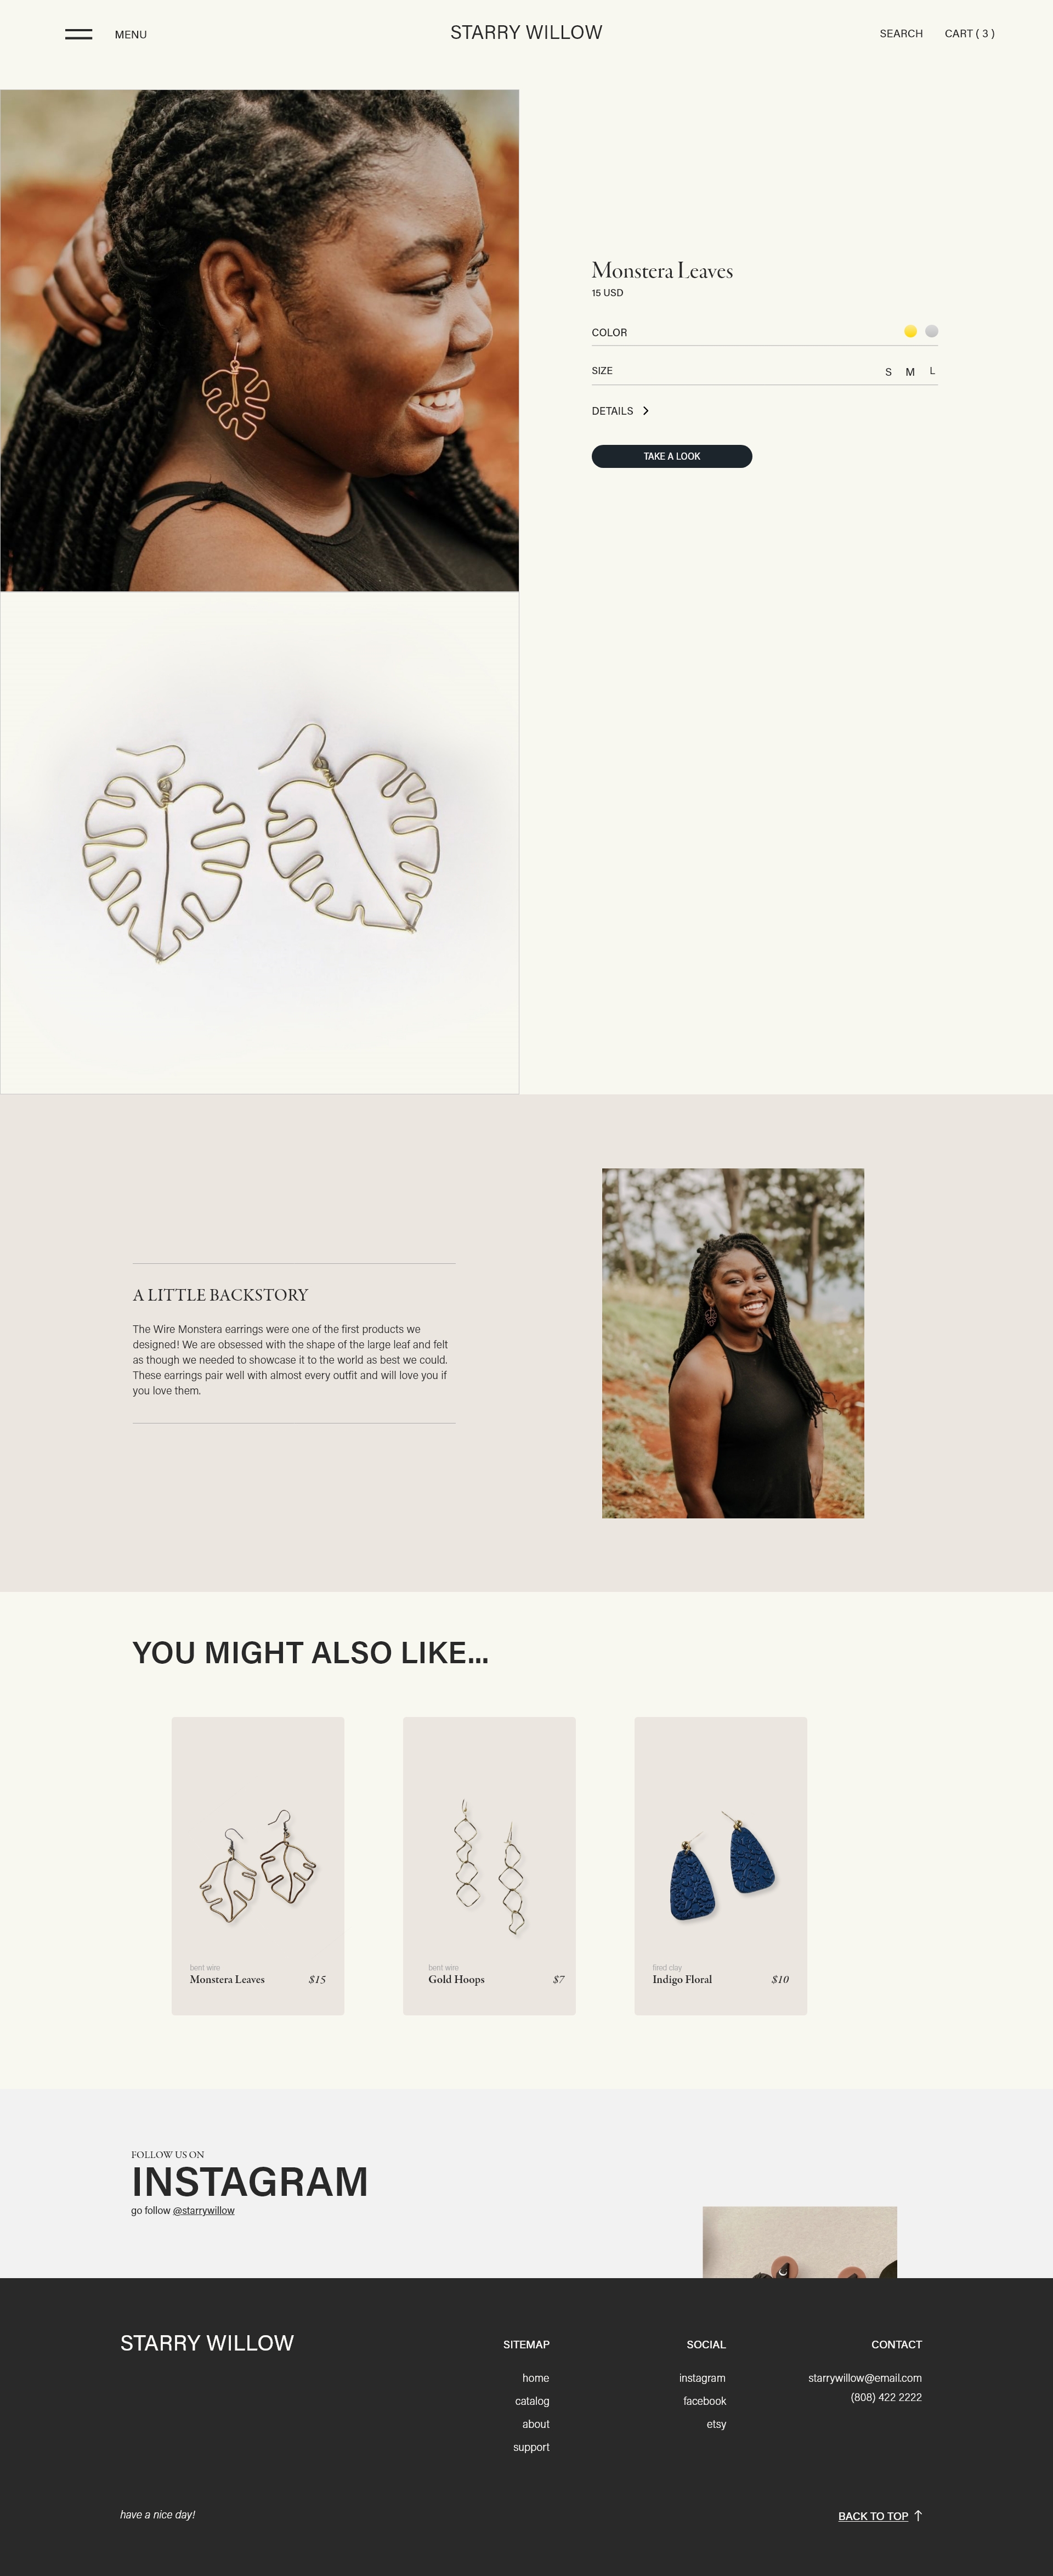 MENU
STARRY WILLOW
SEARCH
CART ( 3 )
Monstera Leaves
15 USD
COLOR
SIZE
S M L
DETAILS
TAKE A LOOK
A LITTLE BACKSTORY
The Wire Monstera earrings were one of the first products we
designed! We are obsessed with the shape of the large leaf and felt
as though we needed to showcase it to the world as best we could.
These earrings pair well with almost every outfit and will love you if
you love them.
YOU MIGHT ALSO LIKE...
bent wire
Monstera Leaves $15
bent wire
Gold Hoops $7
fired clay
Indigo Floral $10
FOLLOW US ON
INSTAGRAM
go follow @starrywillow
STARRY WILLOW
SITEMAP
home
catalog
about
support
SOCIAL
instagram
facebook
etsy
CONTACT
starrywillow@email.com
(808) 422 2222
have a nice day!
BACK TO TOP